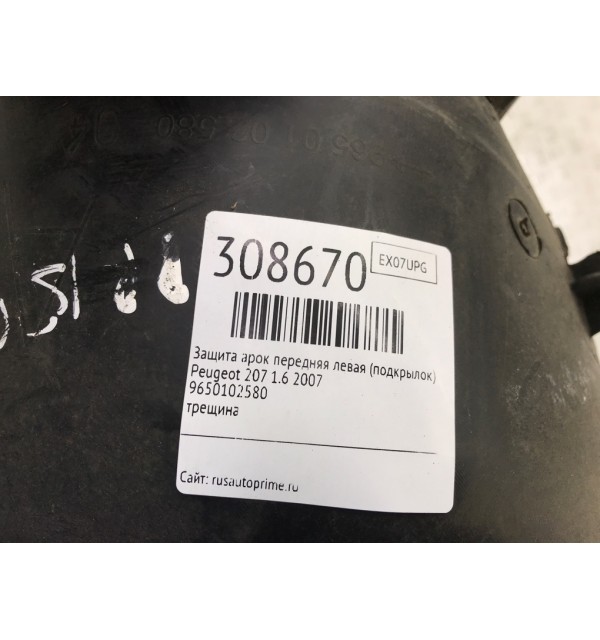 308670
EX07UPG
Защита арок передняя левая (подкрылок)
Peugeot 207 1.6 2007
9650102580
трещина
Сайт: rusautoprime.ru